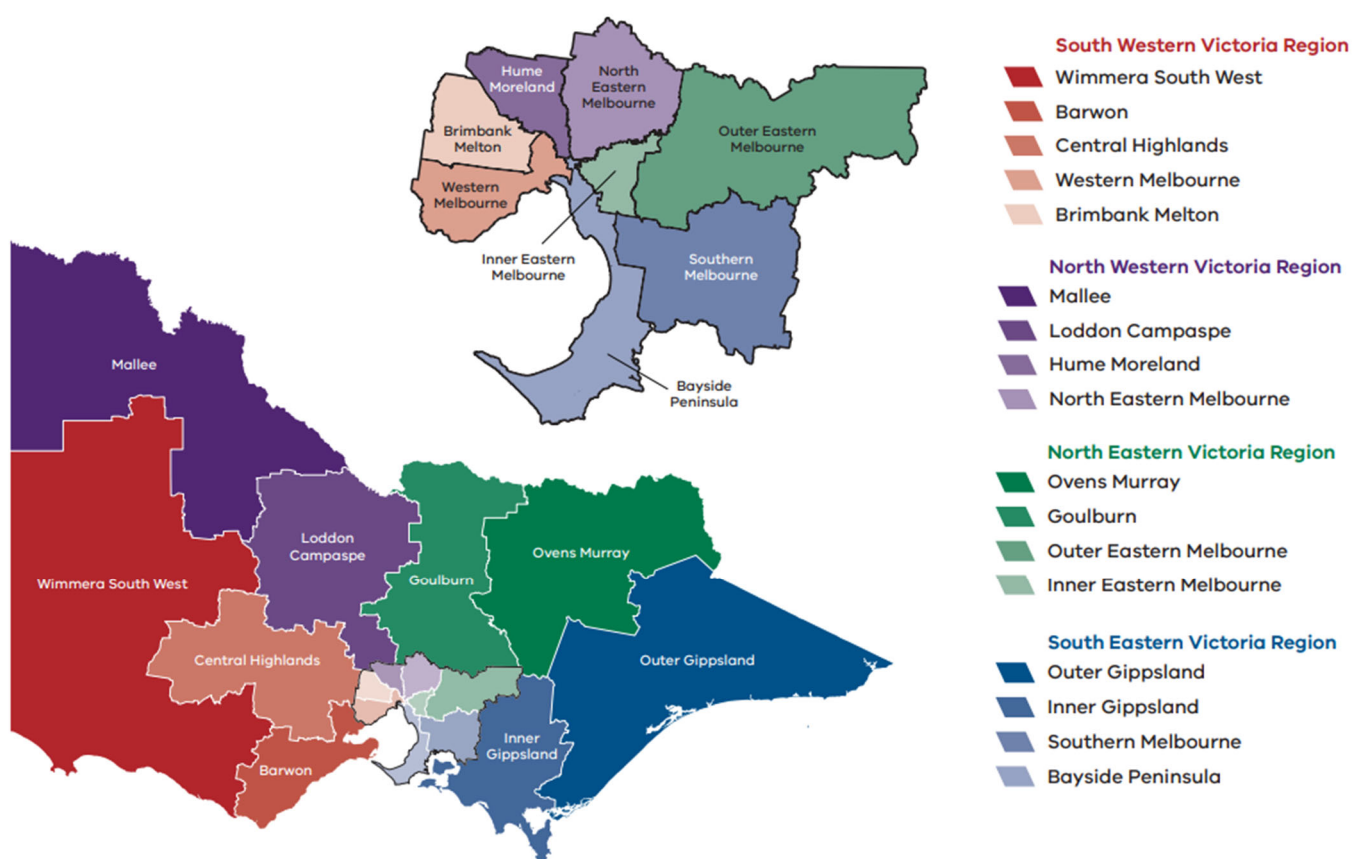 Hume
Moreland
North
Eastern
Melbourne
Brimbank
Melton
Outer Eastern
Melbourne
Western
Melbourne
Inner Eastern
Melbourne
Southern
Melbourne
Bayside
Peninsula
Mallee
Loddon
Campaspe
Goulburn
Ovens Murray
Wimmera South West
Central Highlands
Outer Gippsland
Inner
Gippsland
Barwon
South Western Victoria Region
Wimmera South West
Barwon
Central Highlands
Western Melbourne
Brimbank Melton
North Western Victoria Region
Mallee
Loddon Campaspe
Hume Moreland
North Eastern Melbourne
North Eastern Victoria Region
Ovens Murray
Goulburn
Outer Eastern Melbourne
Inner Eastern Melbourne
South Eastern Victoria Region
Outer Gippsland
Inner Gippsland
Southern Melbourne
Bayside Peninsula